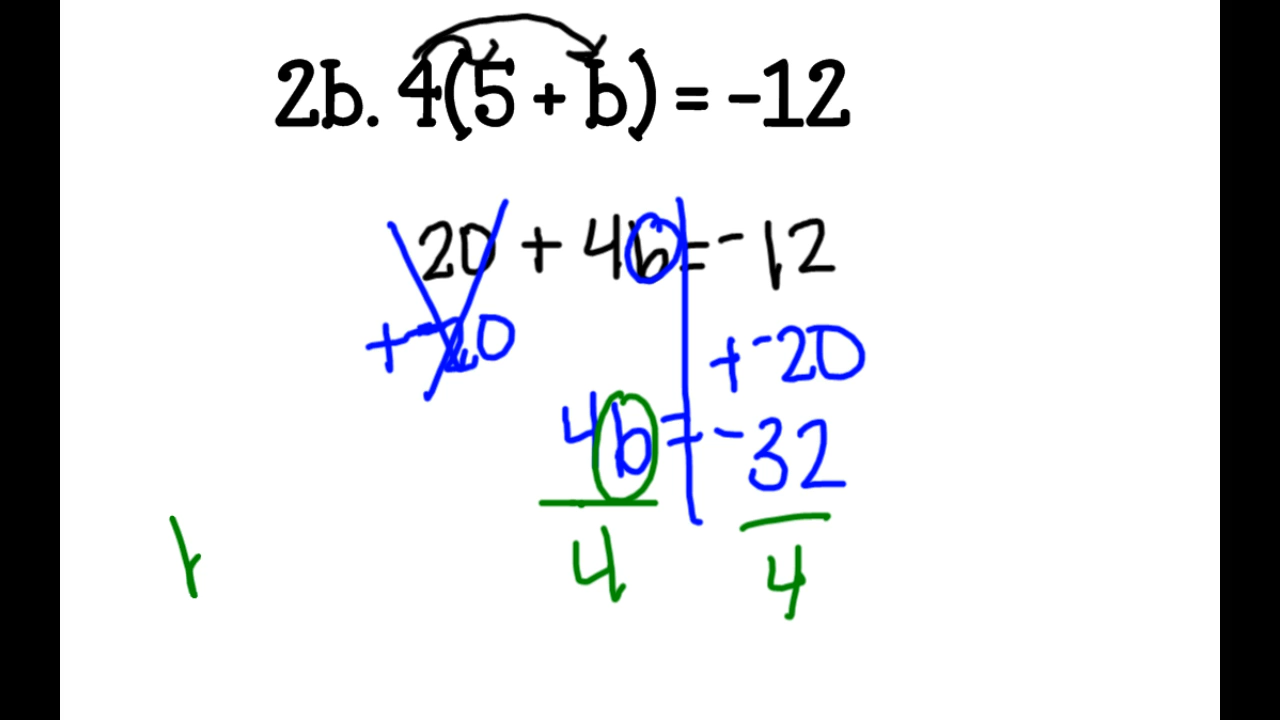 2b. 4(5 + b) = -12
20 + 4b = -12
+ -20 + -20
4b = -32
4 4